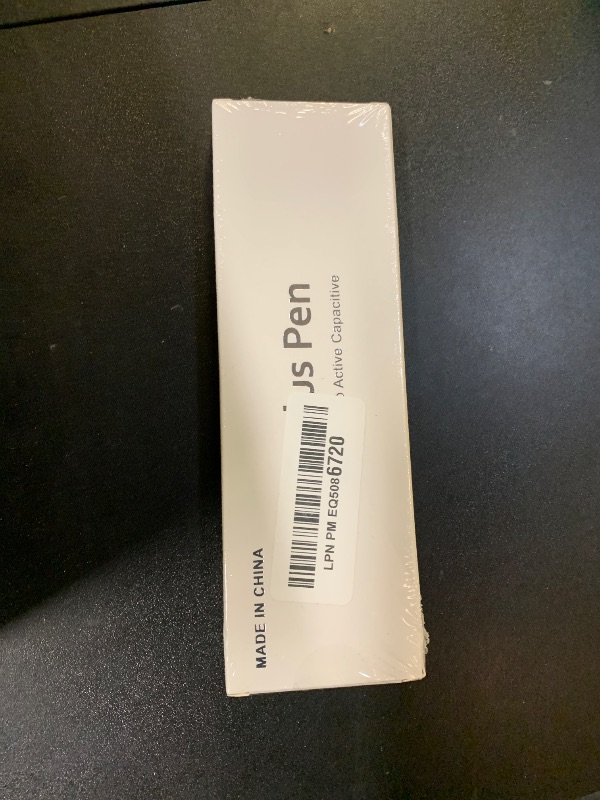 us Pen
Active Capacitive
LPN PM EQ5086720
MADE IN CHINA